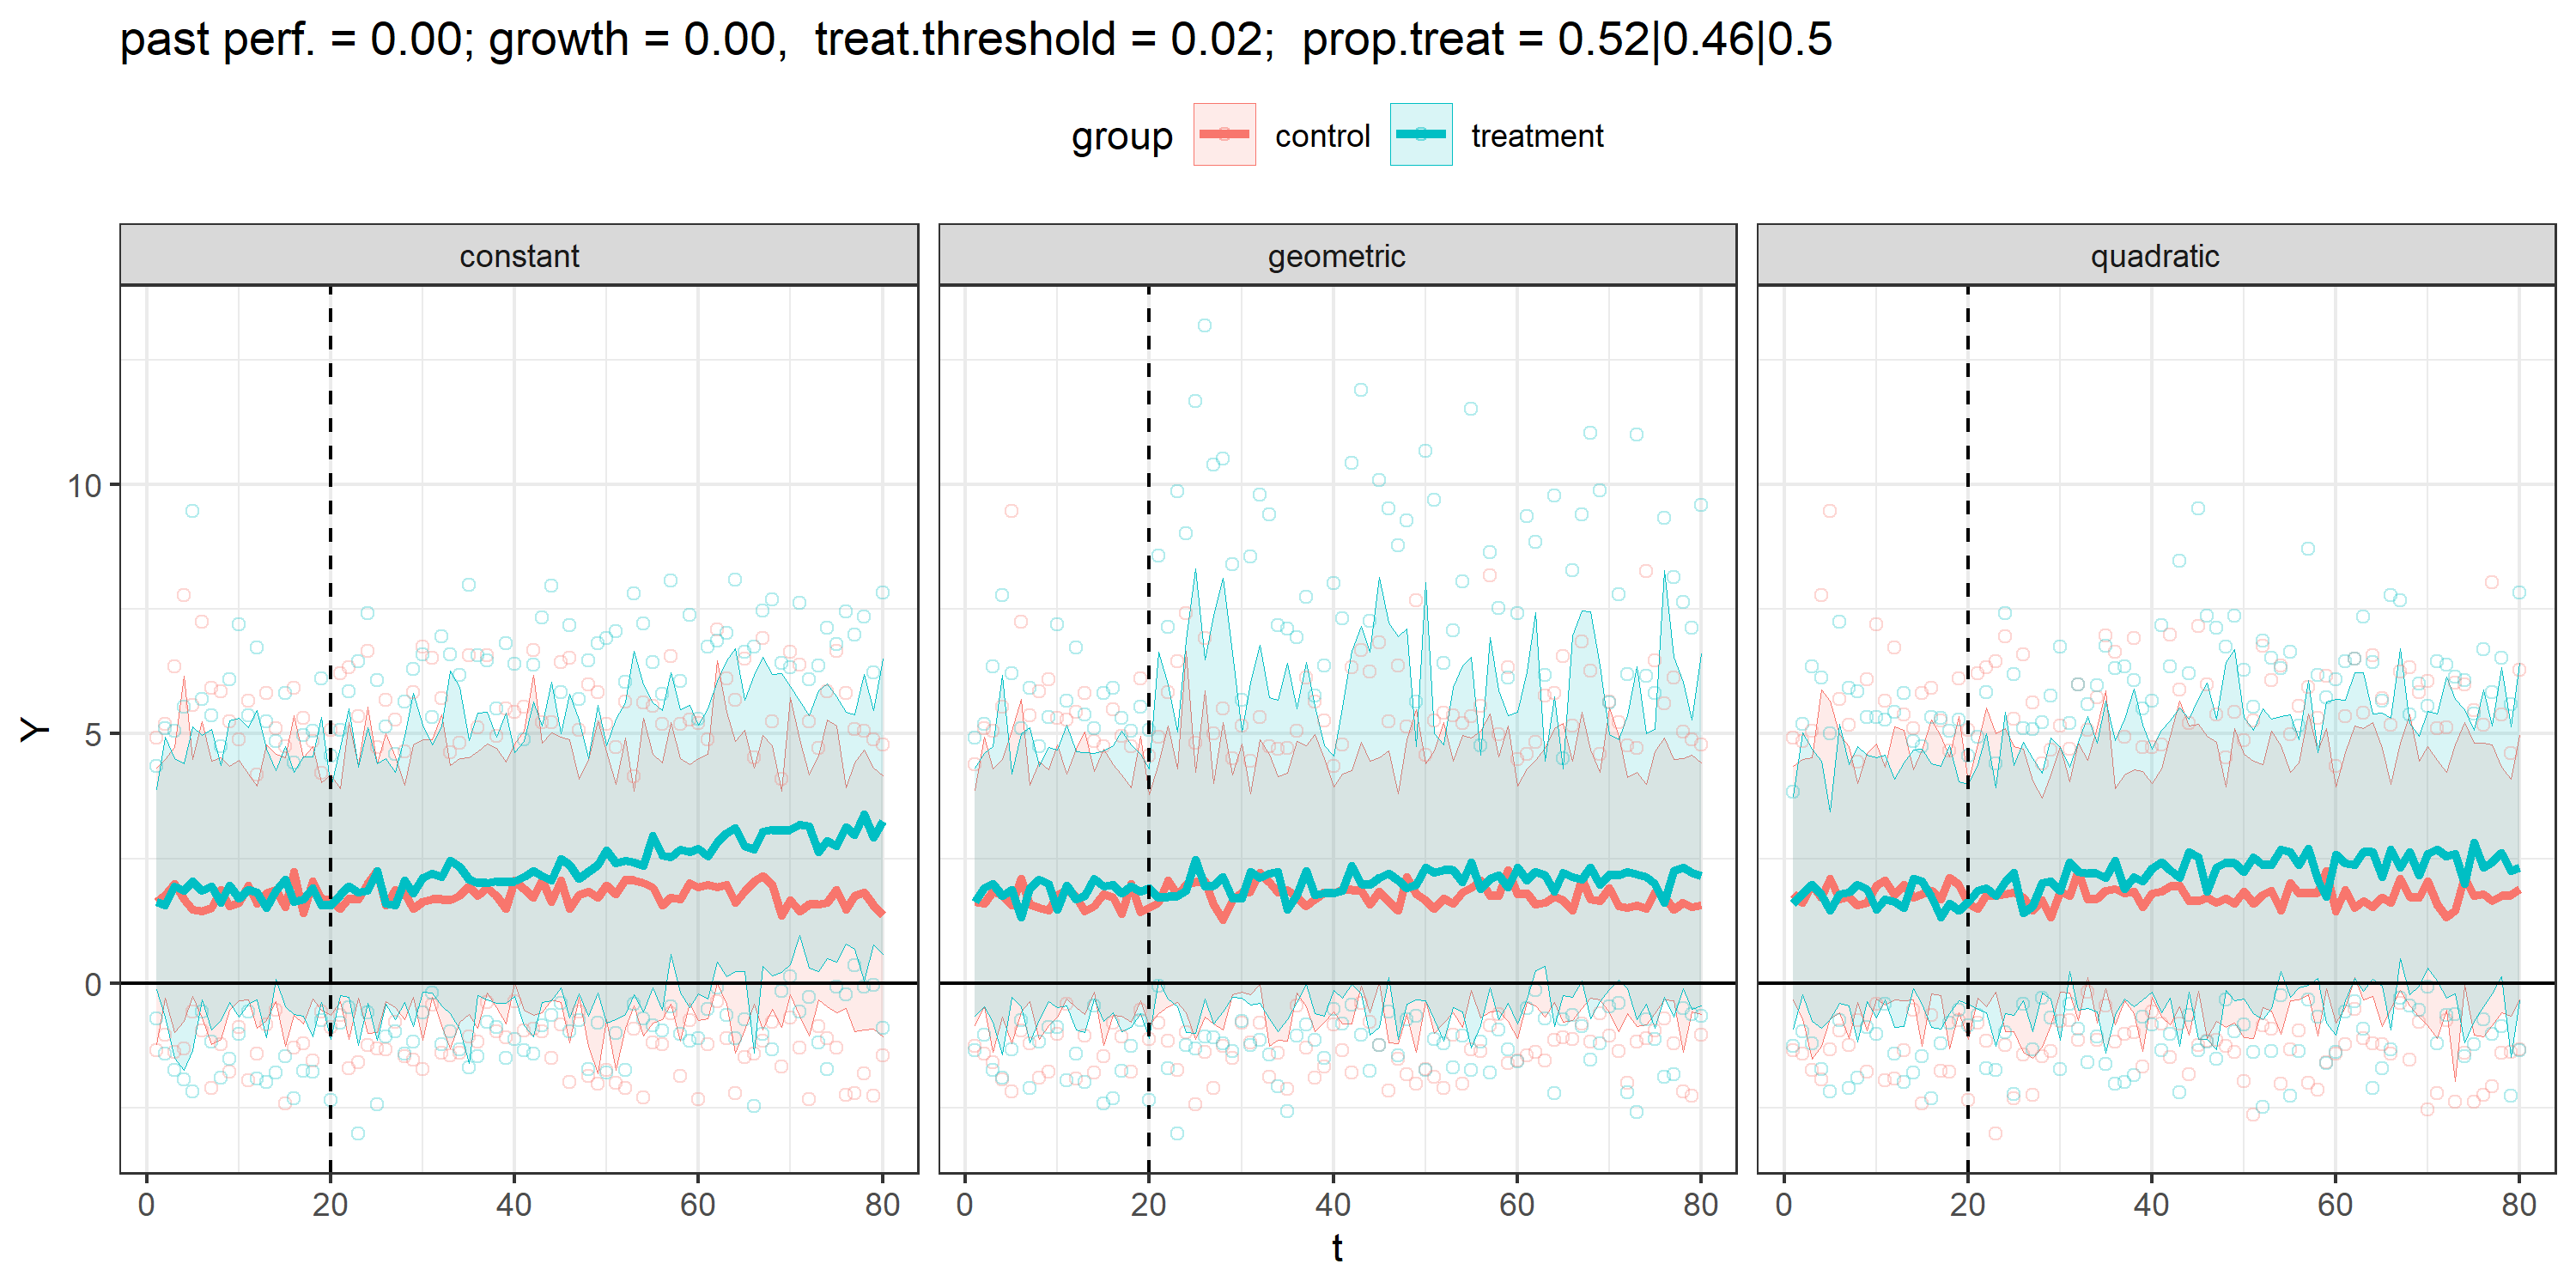 past perf. = 0.00; growth = 0.00,  treat.threshold = 0.02;  prop.treat = 0.52|0.46|0.5
group control treatment
constant geometric quadratic
Y
10
5
0
0 20 40 60 80 0 20 40 60 80 0 20 40 60 80
t